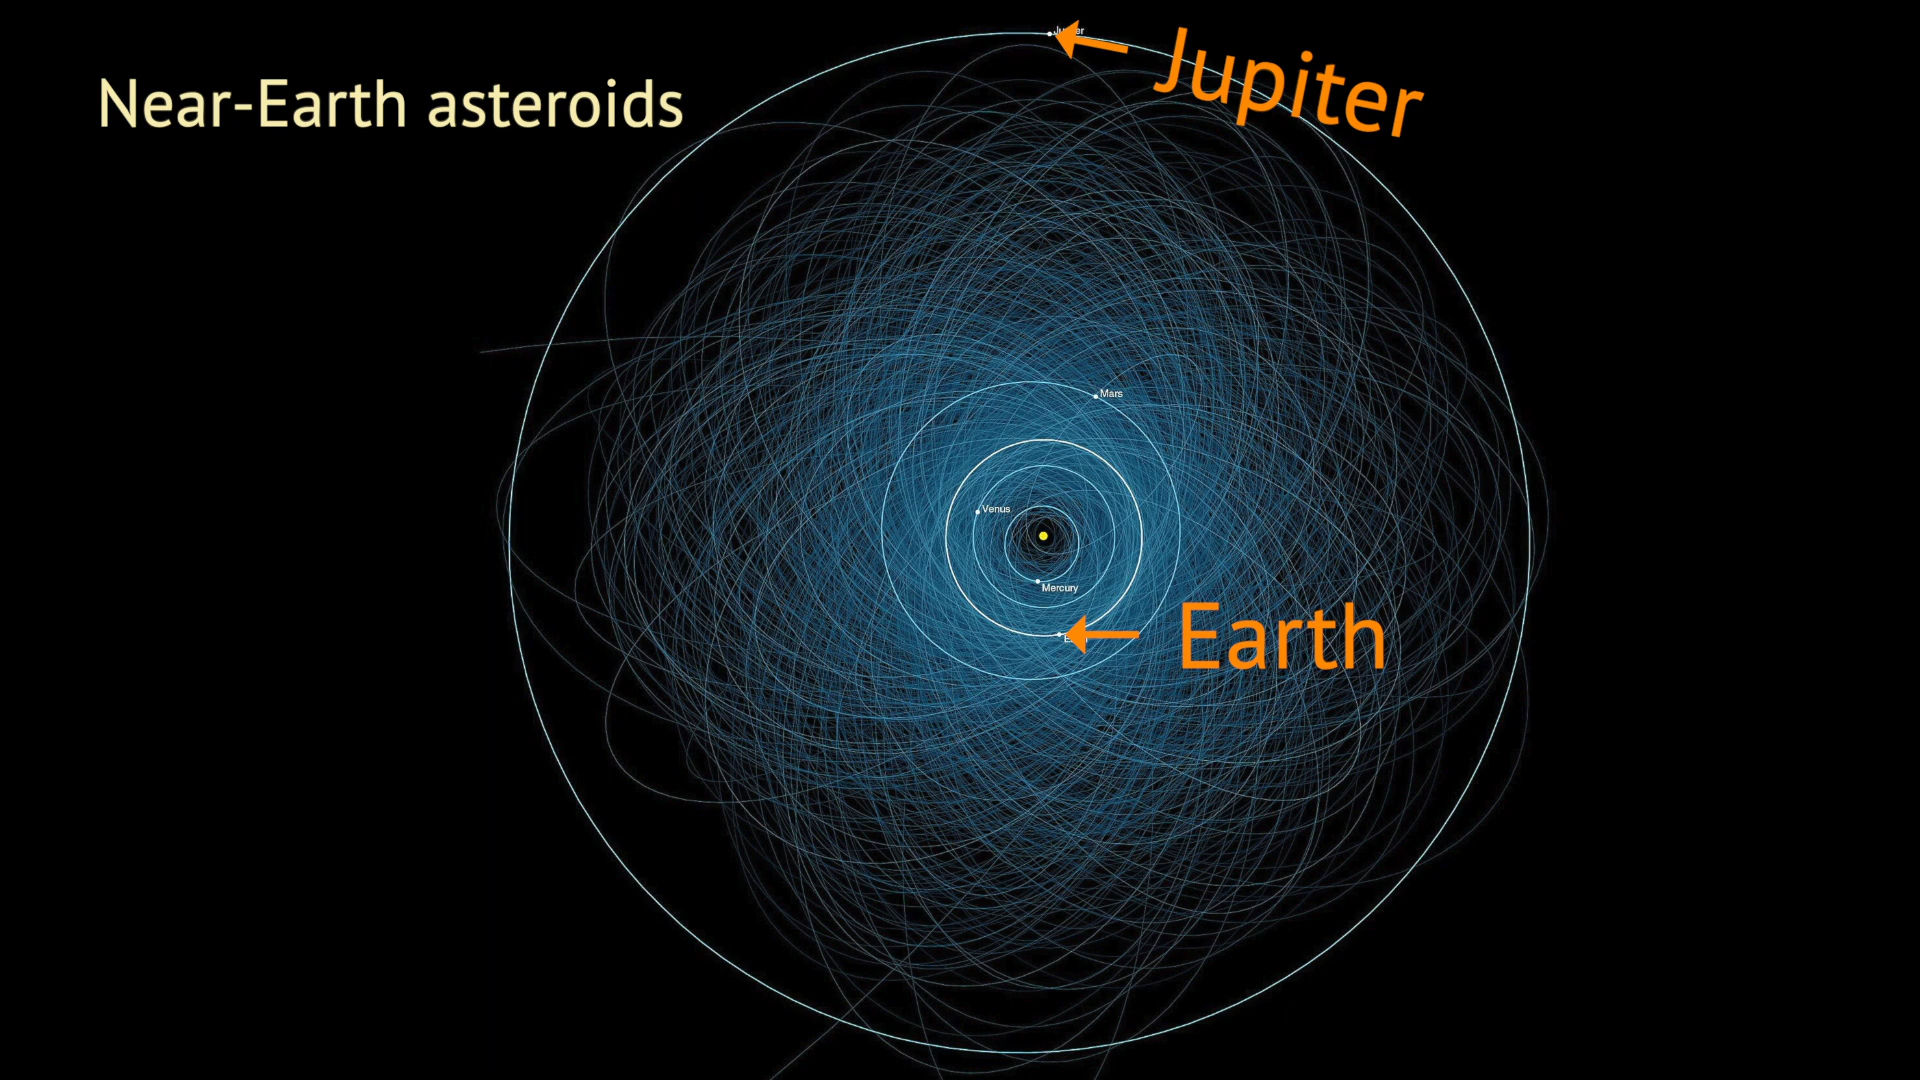 Jupiter
Near-Earth asteroids
Mars
Venus
Mercury
Earth